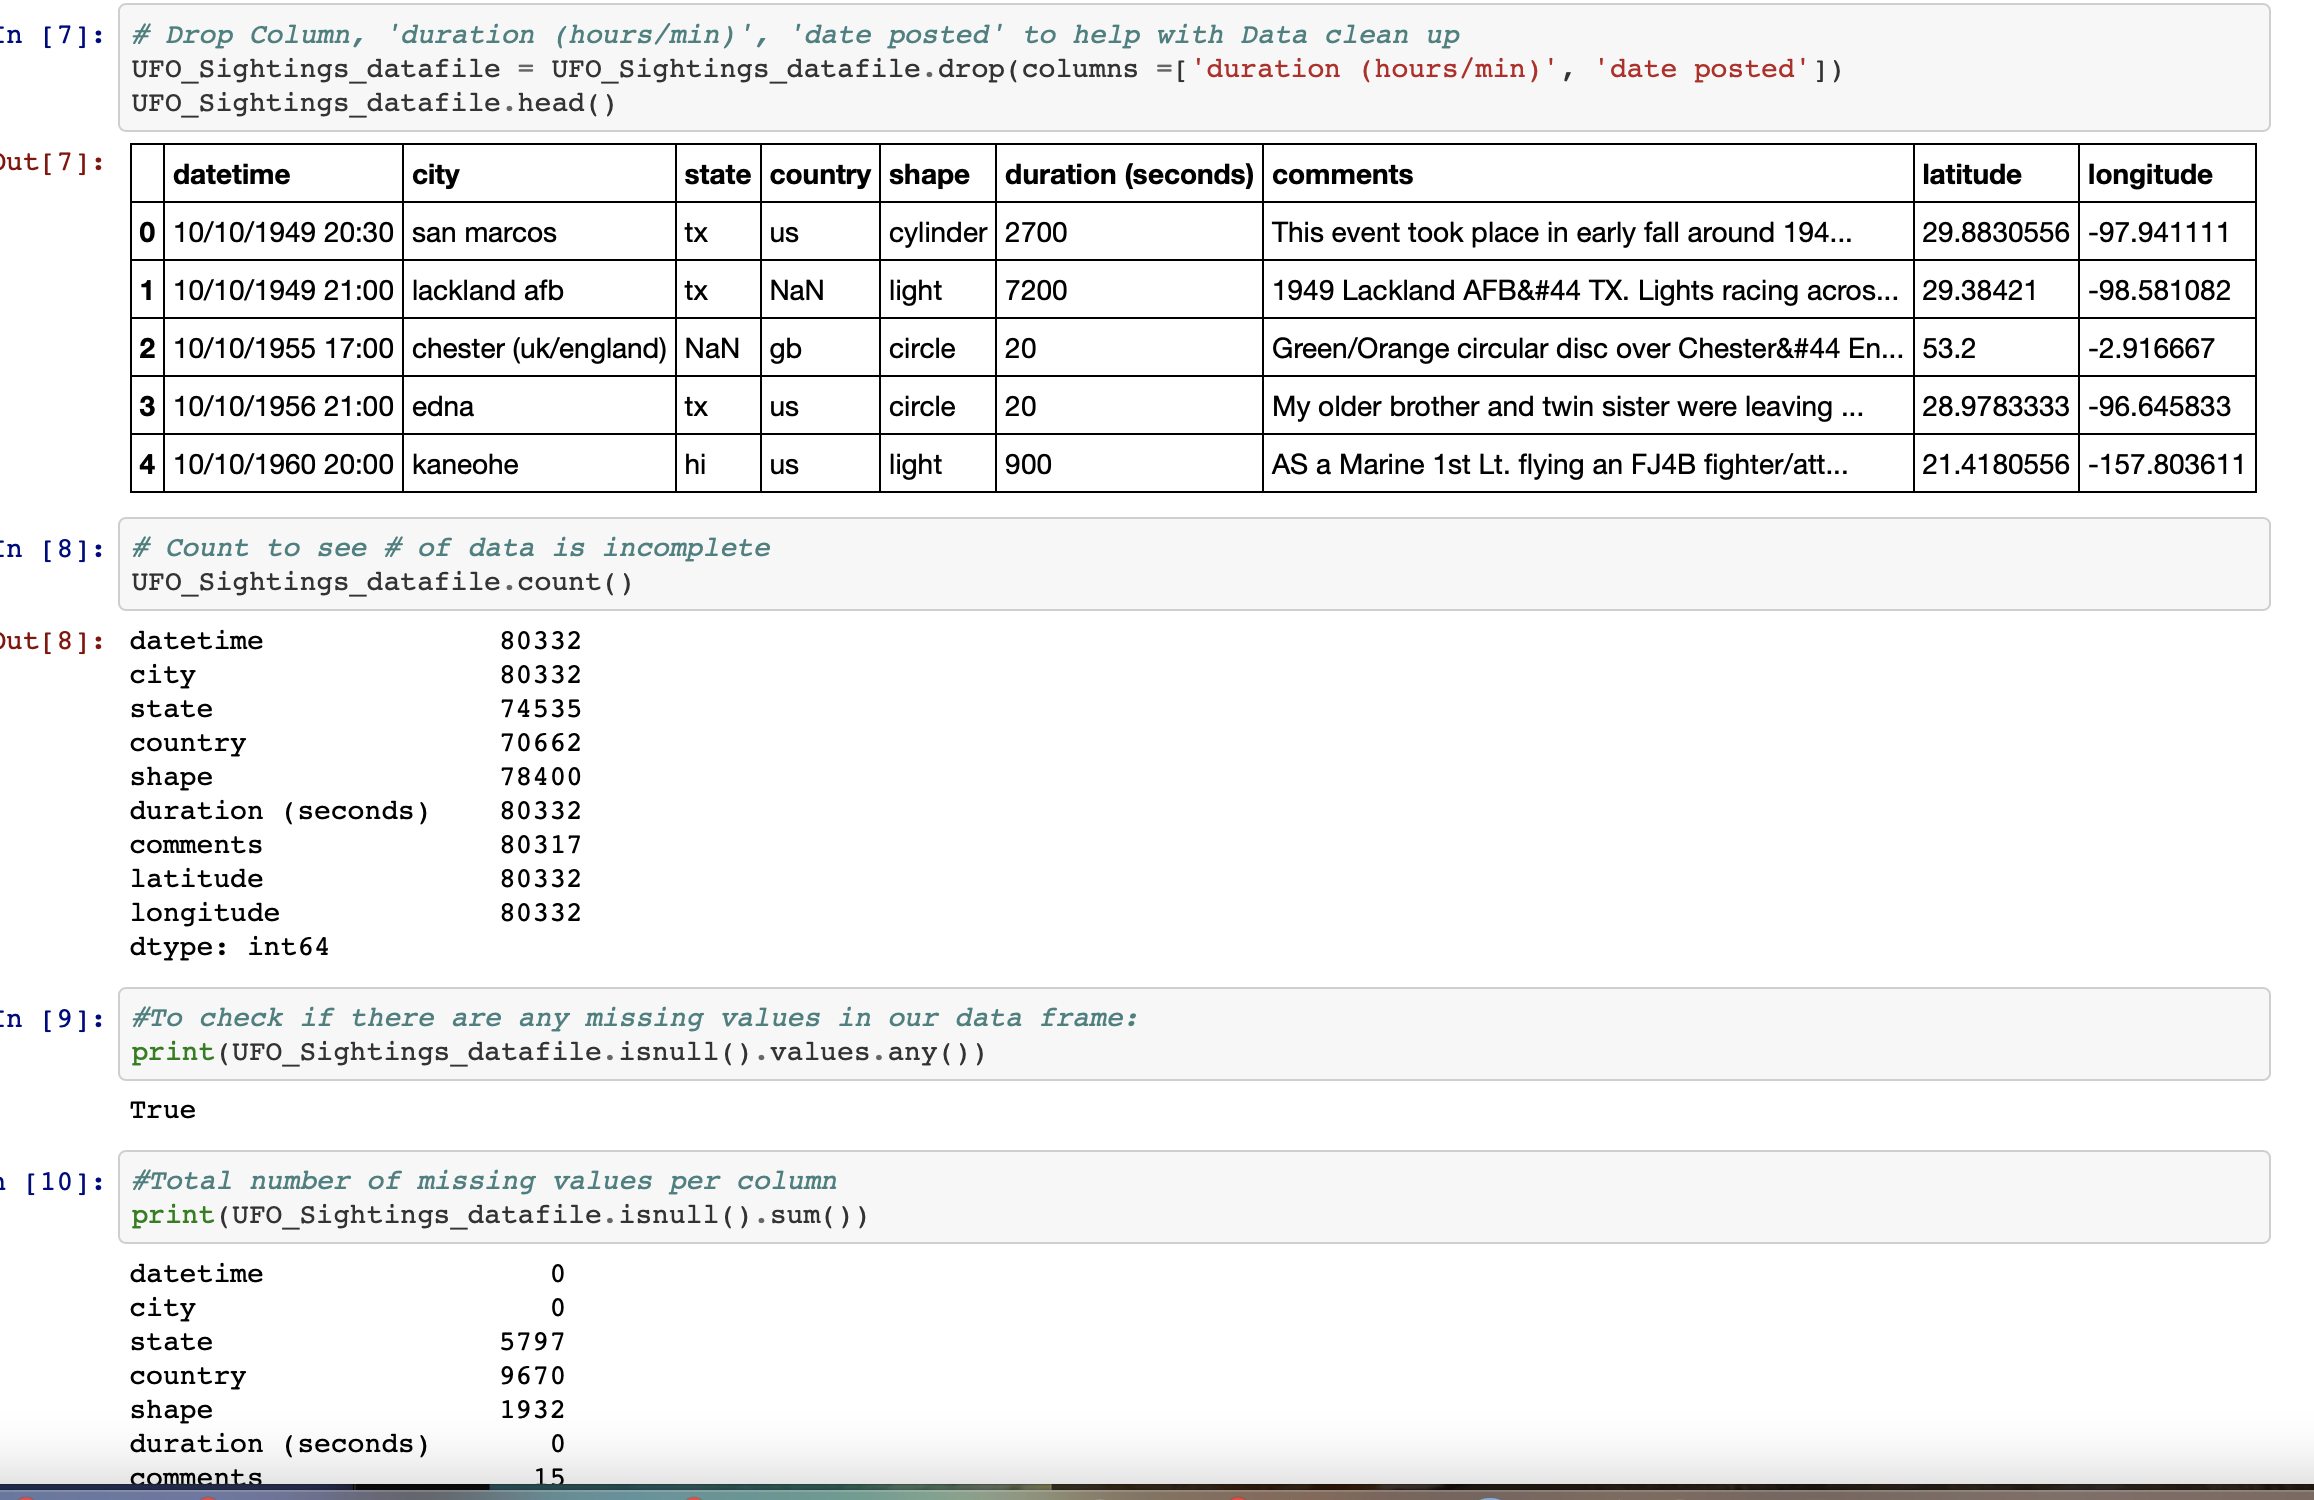 In [7]:
# Drop Column, 'duration (hours/min)', 'date posted' to help with Data clean up
UFO_Sightings_datafile = UFO_Sightings_datafile.drop(columns =['duration (hours/min)', 'date posted'])
UFO_Sightings_datafile.head()
Out[7]:
datetime city state country shape duration (seconds) comments latitude longitude
0 10/10/1949 20:30 san marcos tx us cylinder 2700 This event took place in early fall around 194... 29.8830556 -97.941111
1 10/10/1949 21:00 lackland afb tx NaN light 7200 1949 Lackland AFB&#44 TX. Lights racing acros... 29.38421 -98.581082
2 10/10/1955 17:00 chester (uk/england) NaN gb circle 20 Green/Orange circular disc over Chester&#44 En... 53.2 -2.916667
3 10/10/1956 21:00 edna tx us circle 20 My older brother and twin sister were leaving ... 28.9783333 -96.645833
4 10/10/1960 20:00 kaneohe hi us light 900 AS a Marine 1st Lt. flying an FJ4B fighter/att... 21.4180556 -157.803611
In [8]:
# Count to see # of data is incomplete
UFO_Sightings_datafile.count()
Out[8]:
datetime 80332
city 80332
state 74535
country 70662
shape 78400
duration (seconds) 80332
comments 80317
latitude 80332
longitude 80332
dtype: int64
In [9]:
#To check if there are any missing values in our data frame:
print(UFO_Sightings_datafile.isnull().values.any())
True
n [10]:
#Total number of missing values per column
print(UFO_Sightings_datafile.isnull().sum())
datetime 0
city 0
state 5797
country 9670
shape 1932
duration (seconds) 0
comments 15